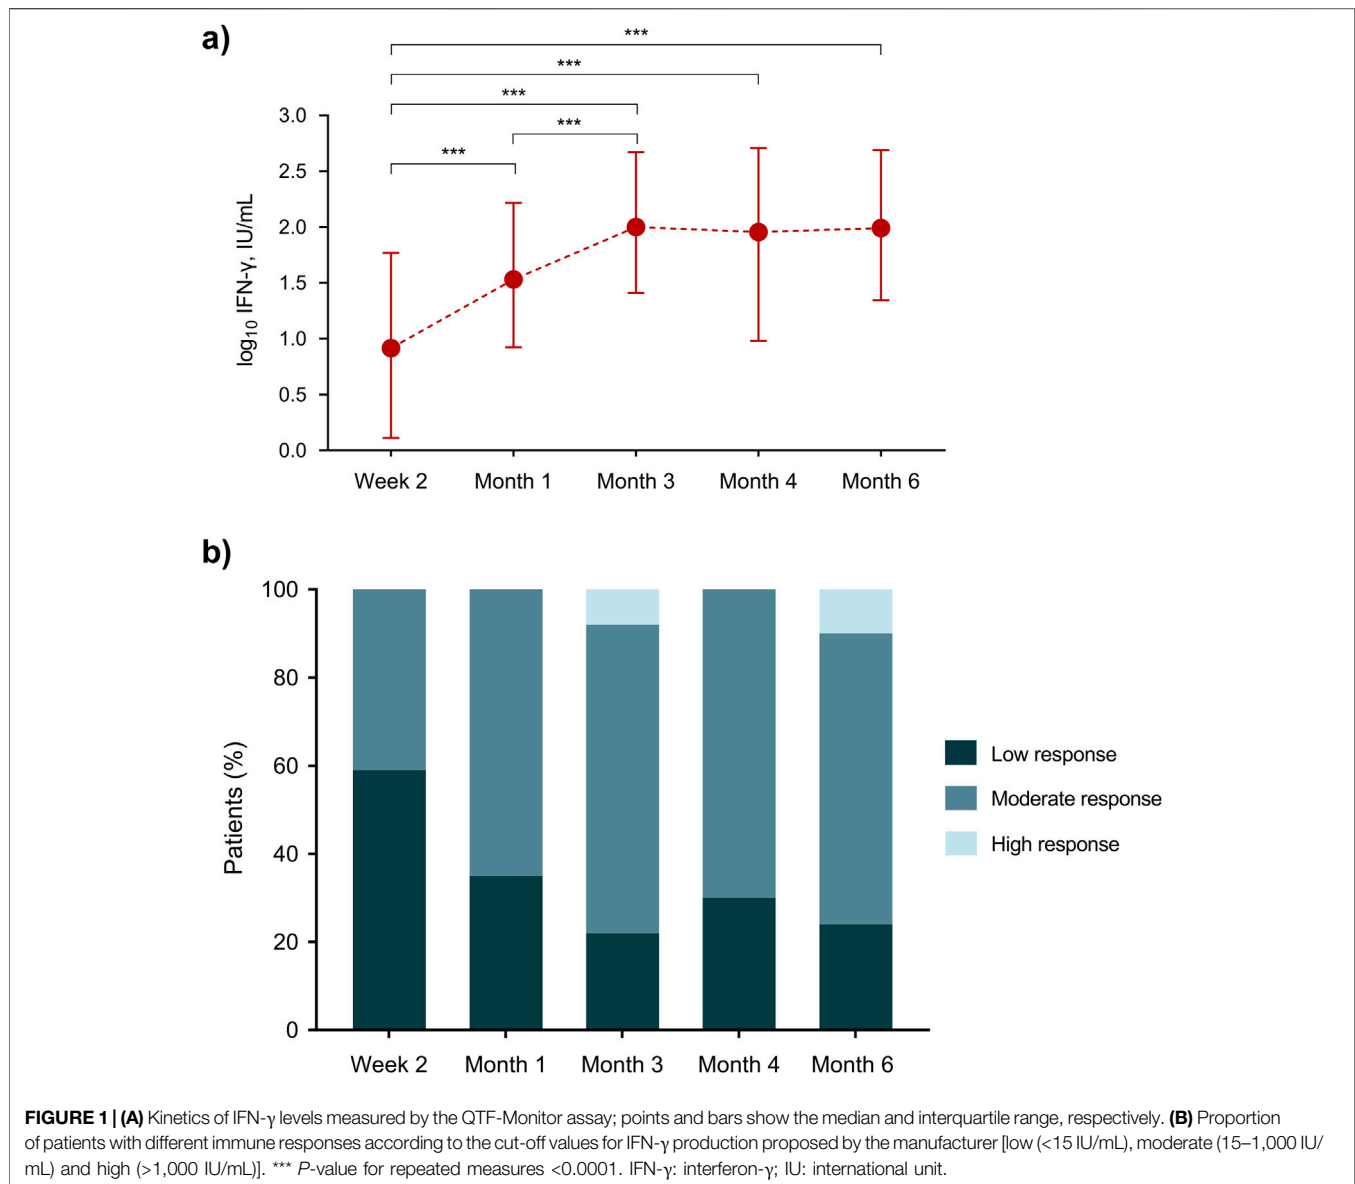 a)
***
***
***
***
***
3.0
2.5
2.0
1.5
1.0
0.5
0.0
log10 IFN-γ, IU/mL
Week 2 Month 1 Month 3 Month 4 Month 6
b)
100
80
60
40
20
0
Patients (%)
Low response
Moderate response
High response
Week 2 Month 1 Month 3 Month 4 Month 6
FIGURE 1 | (A) Kinetics of IFN-γ levels measured by the QTF-Monitor assay; points and bars show the median and interquartile range, respectively. (B) Proportion
of patients with different immune responses according to the cut-off values for IFN-γ production proposed by the manufacturer [low (<15 IU/mL), moderate (15–1,000 IU/
mL) and high (>1,000 IU/mL)]. *** P-value for repeated measures <0.0001. IFN-γ: interferon-γ; IU: international unit.